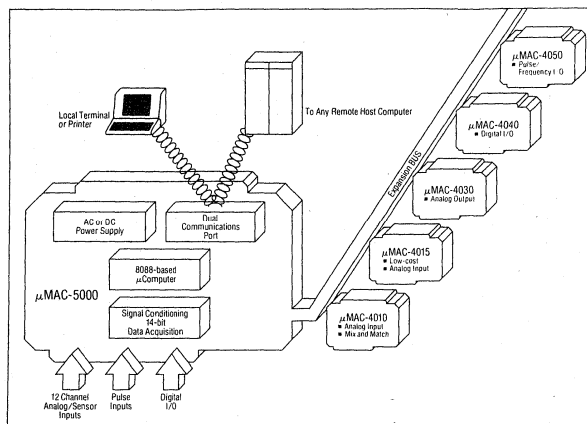 Local Terminal
or Printer
To Any Remote Host Computer
AC or DC
Power Supply
Dual
Communications
Port
8088-based
µComputer
µMAC-5000
Signal Conditioning
14-bit
Data Acquisition
12 Channel
Analog/Sensor
Inputs
Pulse
Inputs
Digital
I/O
Expansion BUS
µMAC-4050
■ Pulse/
Frequency I/O
µMAC-4040
■ Digital I/O
µMAC-4030
■ Analog Output
µMAC-4015
■ Low-cost
■ Analog Input
µMAC-4010
■ Analog Input
■ Mix and Match